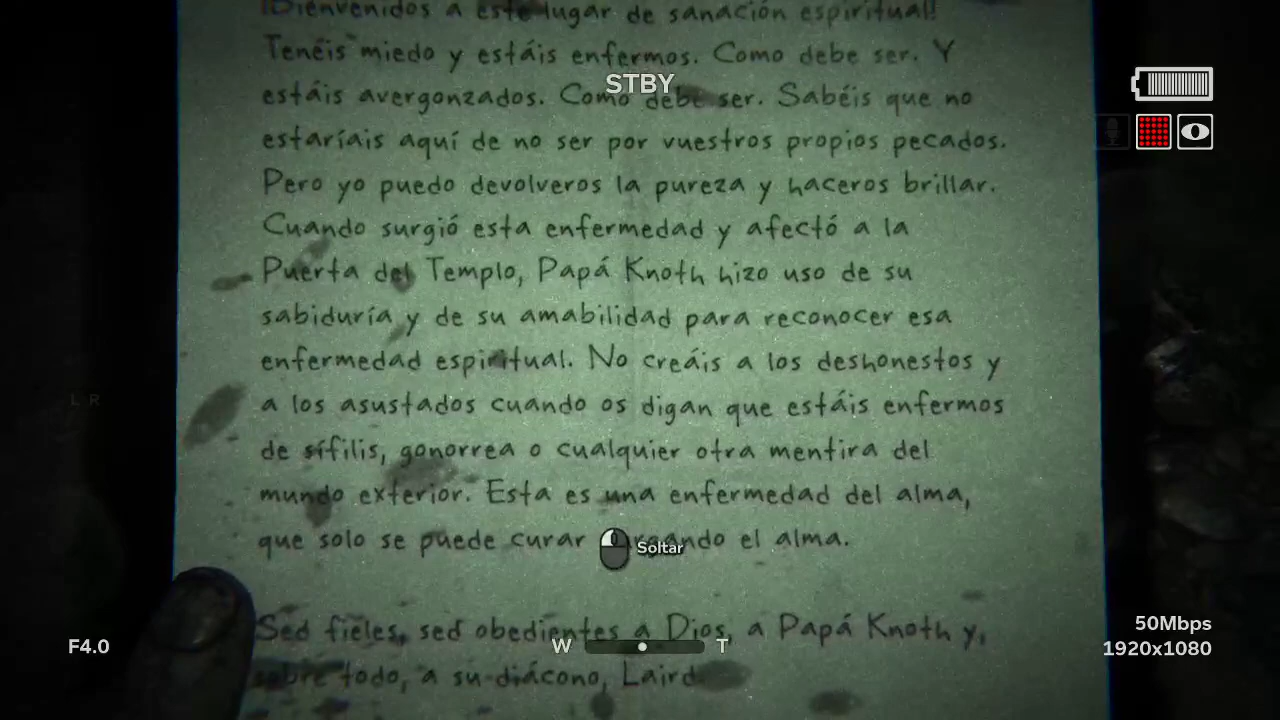 ¡Bienvenidos a este lugar de sanación espiritual!
Tenéis miedo y estáis enfermos. Como debe ser. Y
STBY
estáis avergonzados. Como debe ser. Sabéis que no
estaríais aquí de no ser por vuestros propios pecados.
Pero yo puedo devolveros la pureza y haceros brillar.
Cuando surgió esta enfermedad y afectó a la
Puerta del Templo, Papá Knoth hizo uso de su
sabiduría y de su amabilidad para reconocer esa
enfermedad espiritual. No creáis a los deshonestos y
L R
a los asustados cuando os digan que estáis enfermos
de sífilis, gonorrea o cualquier otra mentira del
mundo exterior. Esta es una enfermedad del alma,
que solo se puede curar el alma.
Soltar
Sed fieles, sed obedientes a Dios, a Papá Knoth y,
sobre todo, a su diácono, Laird.
F4.0
W T
50Mbps
1920x1080